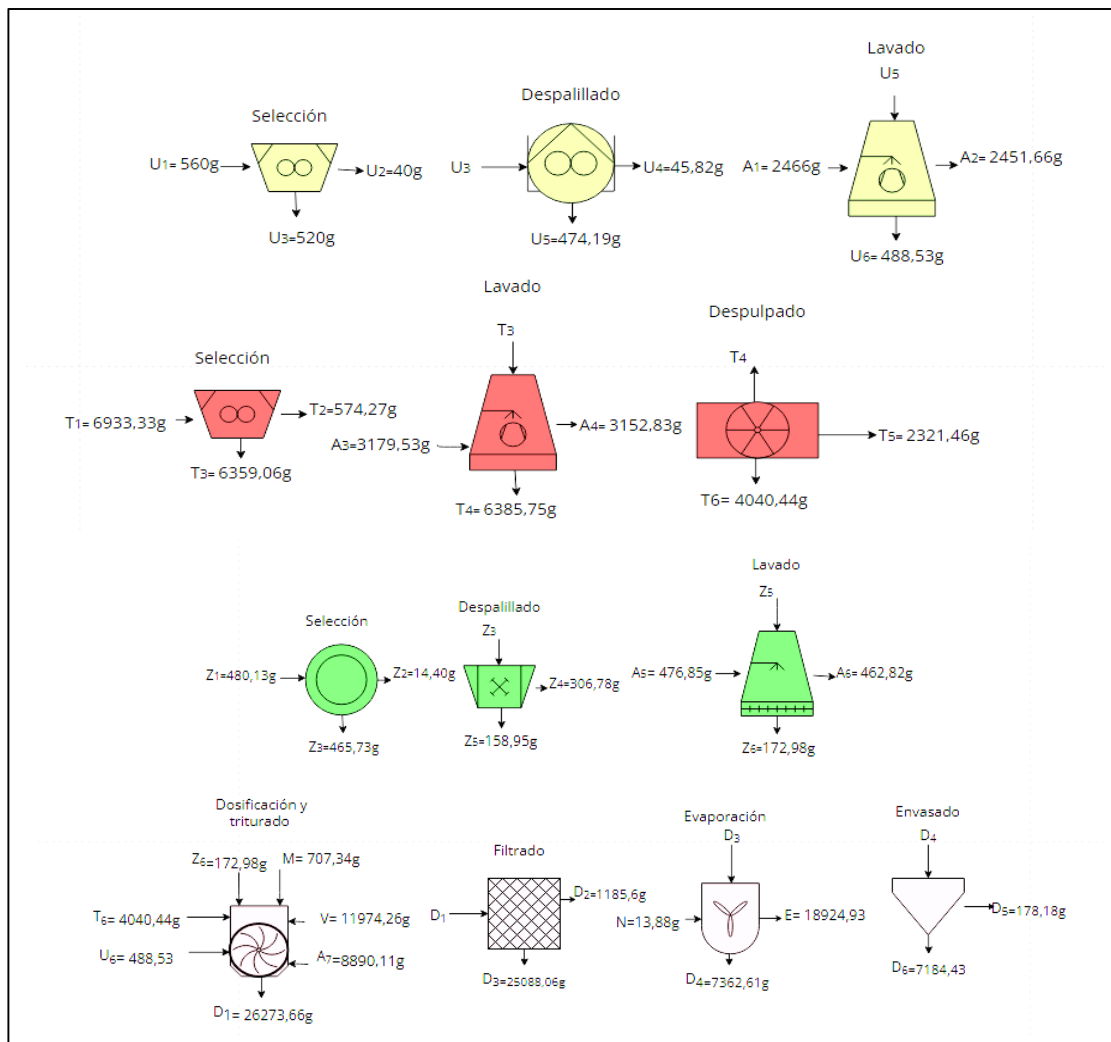 Lavado
U5
Despalillado
Selección
U1= 560g
U2=40g
U3=520g
U3
U4=45,82g
U5=474,19g
A1= 2466g
A2= 2451,66g
U6= 488,53g
Lavado
T3
Despulpado
T4
Selección
T1= 6933,33g
T2=574,27g
T3= 6359,06g
A3=3179,53g
A4= 3152,83g
T4= 6385,75g
T5= 2321,46g
T6= 4040,44g
Lavado
Z5
Despalillado
Z3
Selección
Z1=480,13g
Z2=14,40g
Z3=465,73g
Z4=306,78g
Z5=158,95g
A5= 476,85g
A6= 462,82g
Z6=172,98g
Dosificación y
triturado
Z6=172,98g
M= 707,34g
T6= 4040,44g
V= 11974,26g
U6= 488,53
A7=8890,11g
D1= 26273,66g
Filtrado
D1
D2=1185,6g
D3=25088,06g
Evaporación
D3
N=13,88g
E= 18924,93
D4=7362,61g
Envasado
D4
D5=178,18g
D6=7184,43